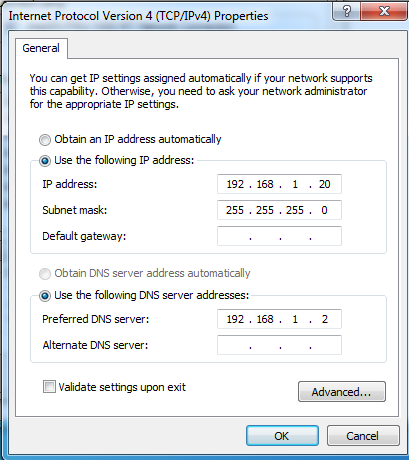 Internet Protocol Version 4 (TCP/IPv4) Properties
General
You can get IP settings assigned automatically if your network supports
this capability. Otherwise, you need to ask your network administrator
for the appropriate IP settings.
Obtain an IP address automatically
Use the following IP address:
IP address: 192 . 168 . 1 . 20
Subnet mask: 255 . 255 . 255 . 0
Default gateway: . . .
Obtain DNS server address automatically
Use the following DNS server addresses:
Preferred DNS server: 192 . 168 . 1 . 2
Alternate DNS server: . . .
Validate settings upon exit
Advanced...
OK Cancel